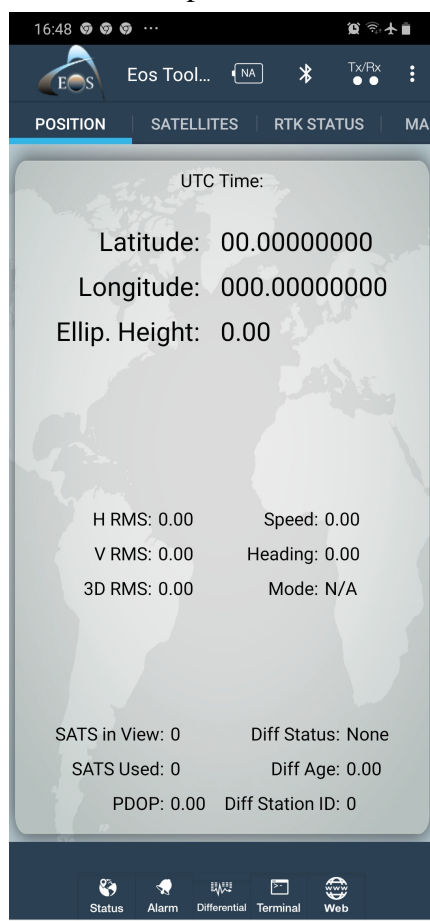 16:48
EOS Eos Tool... NA Tx/Rx
POSITION SATELLITES RTK STATUS MA
UTC Time:
Latitude: 00.00000000
Longitude: 000.00000000
Ellip. Height: 0.00
H RMS: 0.00 Speed: 0.00
V RMS: 0.00 Heading: 0.00
3D RMS: 0.00 Mode: N/A
SATS in View: 0 Diff Status: None
SATS Used: 0 Diff Age: 0.00
PDOP: 0.00 Diff Station ID: 0
Status Alarm Differential Terminal Web